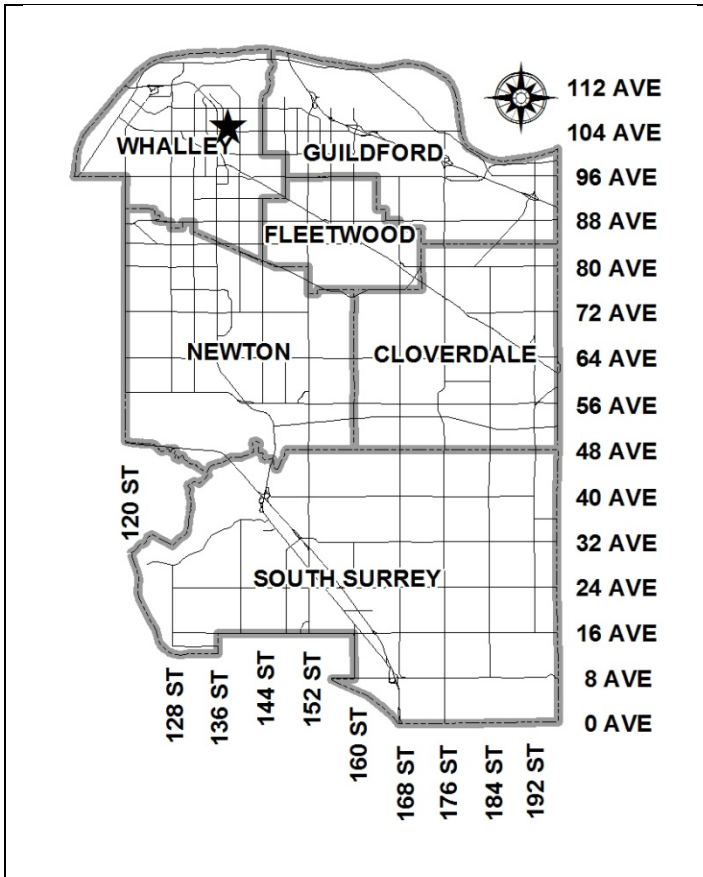 112 AVE
104 AVE
WHALLEY
GUILDFORD
96 AVE
88 AVE
FLEETWOOD
80 AVE
72 AVE
NEWTON
CLOVERDALE
64 AVE
56 AVE
48 AVE
120 ST
40 AVE
32 AVE
SOUTH SURREY
24 AVE
16 AVE
8 AVE
0 AVE
128 ST
136 ST
144 ST
152 ST
160 ST
168 ST
176 ST
184 ST
192 ST